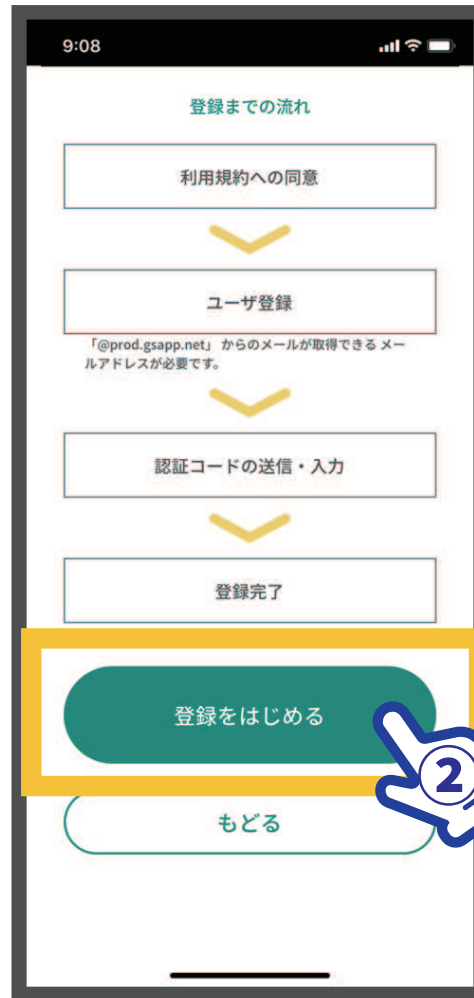 9:08
登録までの流れ
利用規約への同意
ユーザ登録
「@prod.gsapp.net」 からのメールが取得できる メー
ルアドレスが必要です。
認証コードの送信・入力
登録完了
登録をはじめる
2
もどる